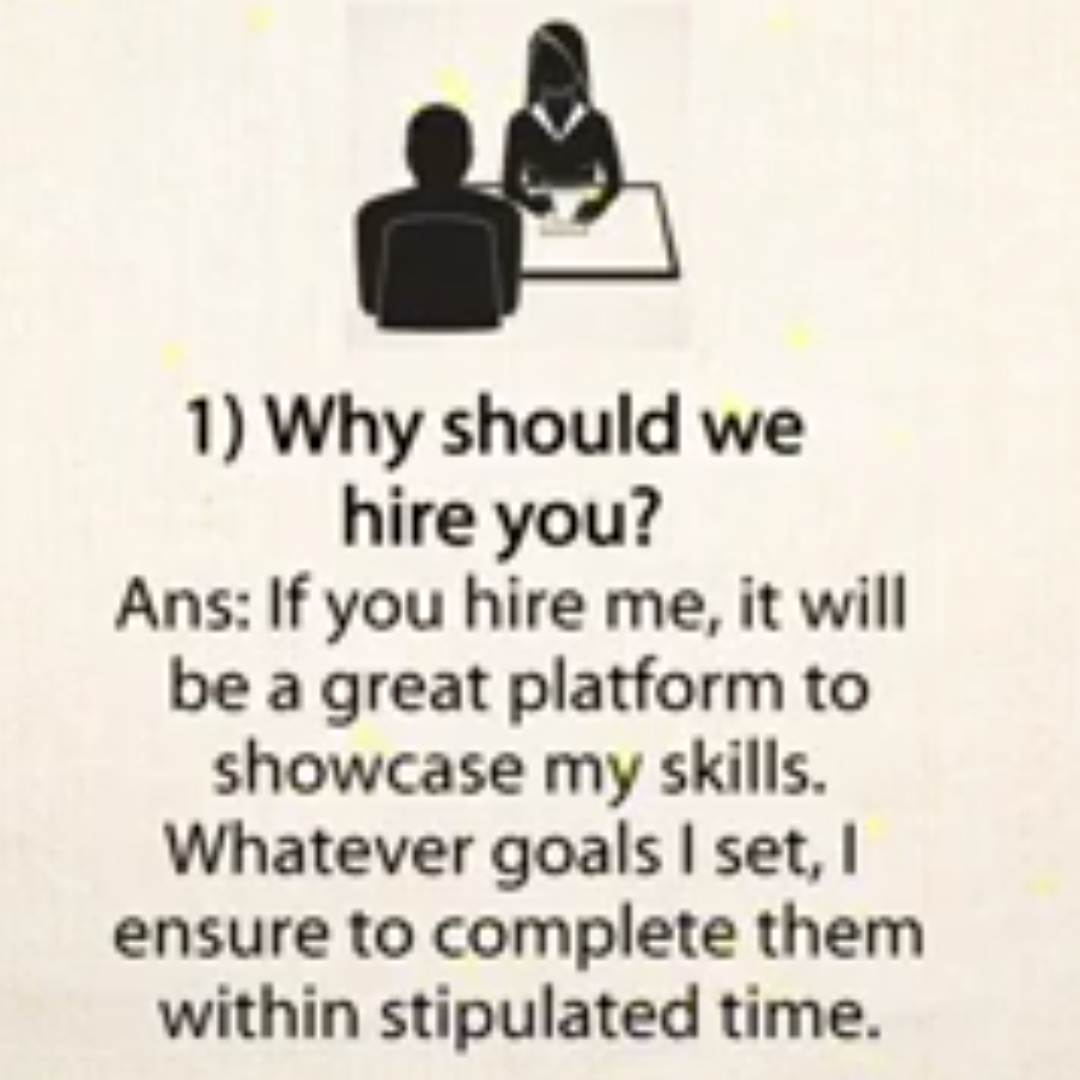 1) Why should we
hire you?
Ans: If you hire me, it will
be a great platform to
showcase my skills.
Whatever goals I set, I
ensure to complete them
within stipulated time.